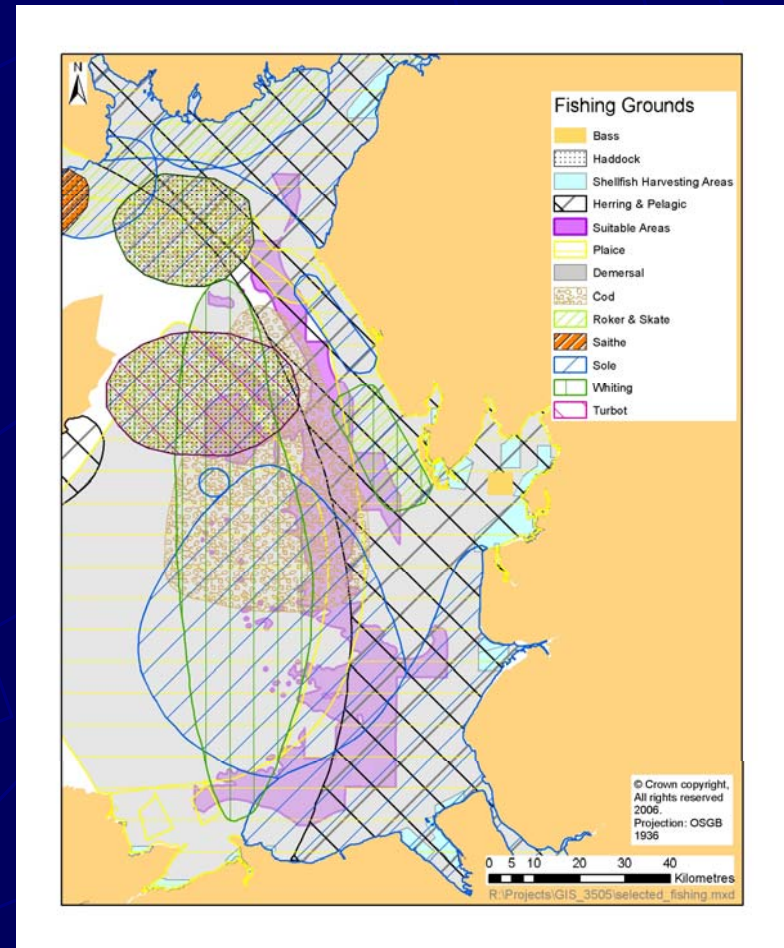 N
Fishing Grounds
Bass
Haddock
Shellfish Harvesting Areas
Herring & Pelagic
Suitable Areas
Plaice
Demersal
Cod
Roker & Skate
Saithe
Sole
Whiting
Turbot
© Crown copyright,
All rights reserved
2006.
Projection: OSGB
1936
0 5 10 20 30 40
Kilometres
R:\Projects\GIS_3505\selected_fishing.mxd